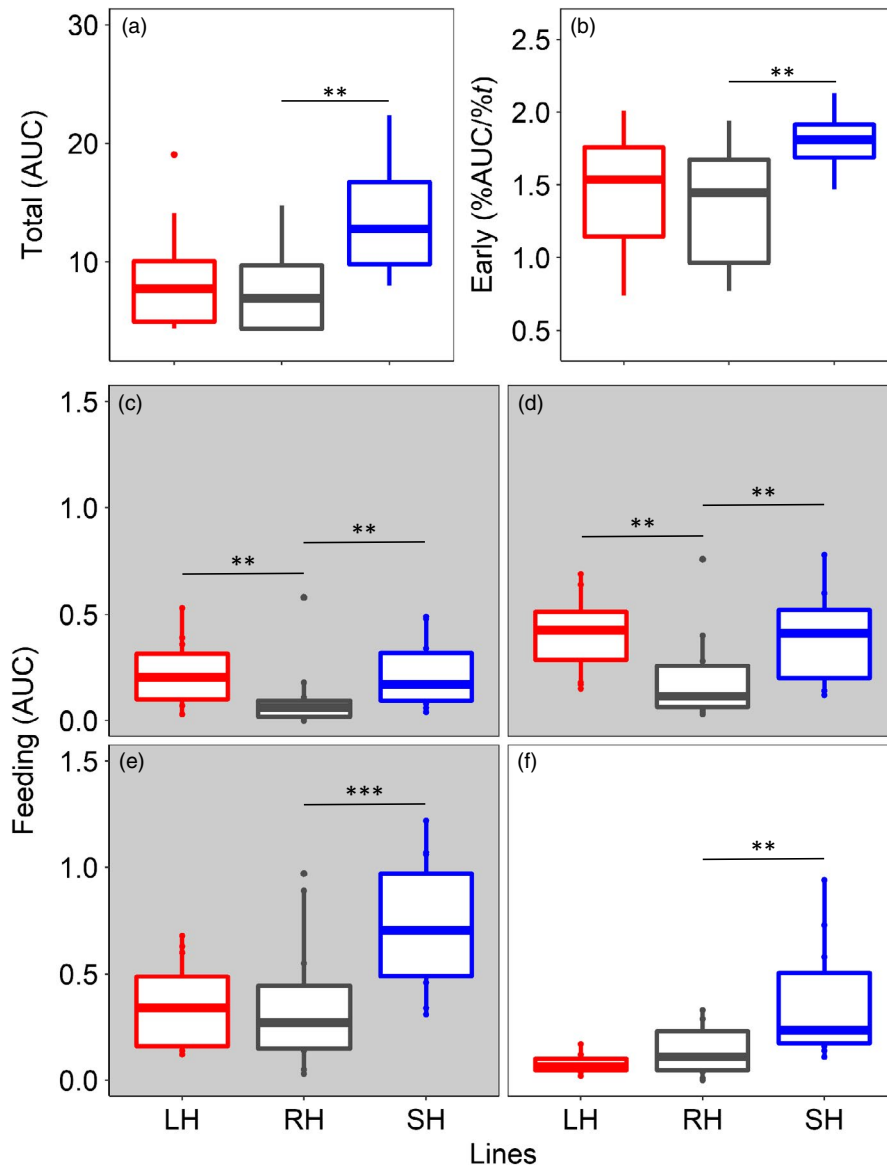 (a)
Total (AUC)
30
20
10
**
(b)
Early (%AUC/%t)
2.5
2.0
1.5
1.0
0.5
**
Feeding (AUC)
(c)
1.5
1.0
0.5
0.0
**
**
(d)
**
**
(e)
1.5
1.0
0.5
0.0
***
(f)
**
LH RH SH LH RH SH
Lines